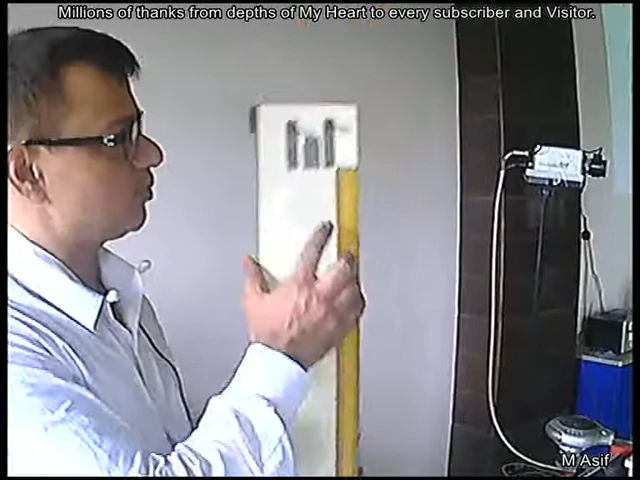 Millions of thanks from depths of My Heart to every subscriber and Visitor.
M Asif